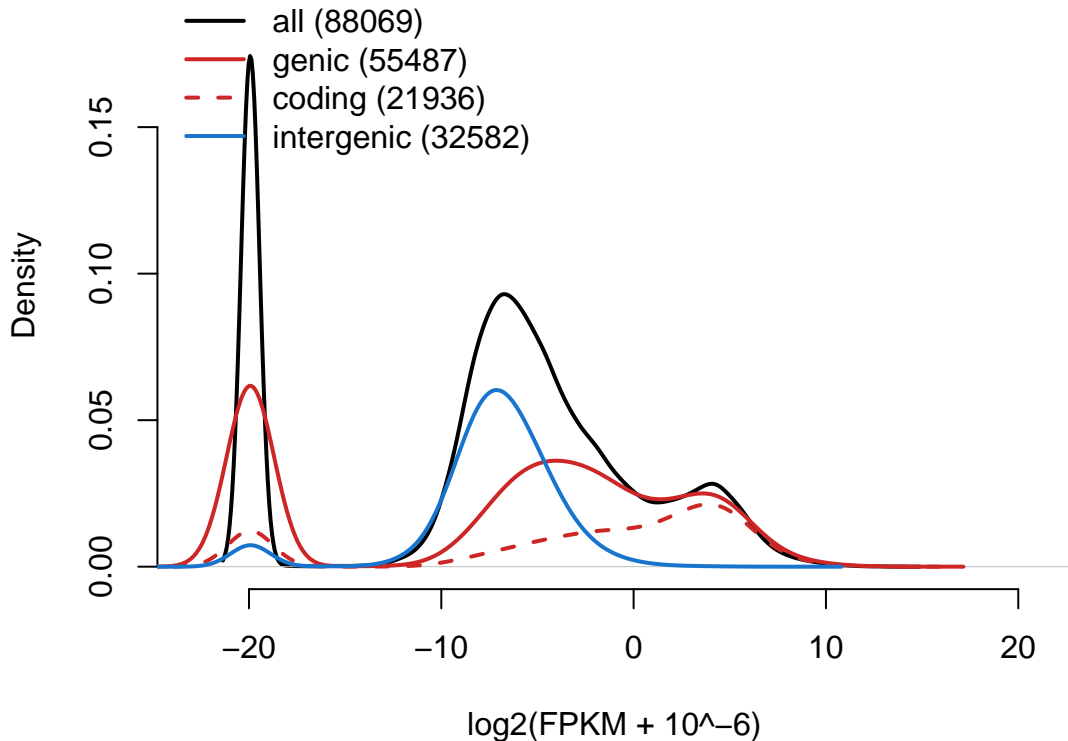 all (88069)
genic (55487)
coding (21936)
intergenic (32582)
Density
0.15
0.10
0.05
0.00
−20 −10 0 10 20
log2(FPKM + 10^−6)